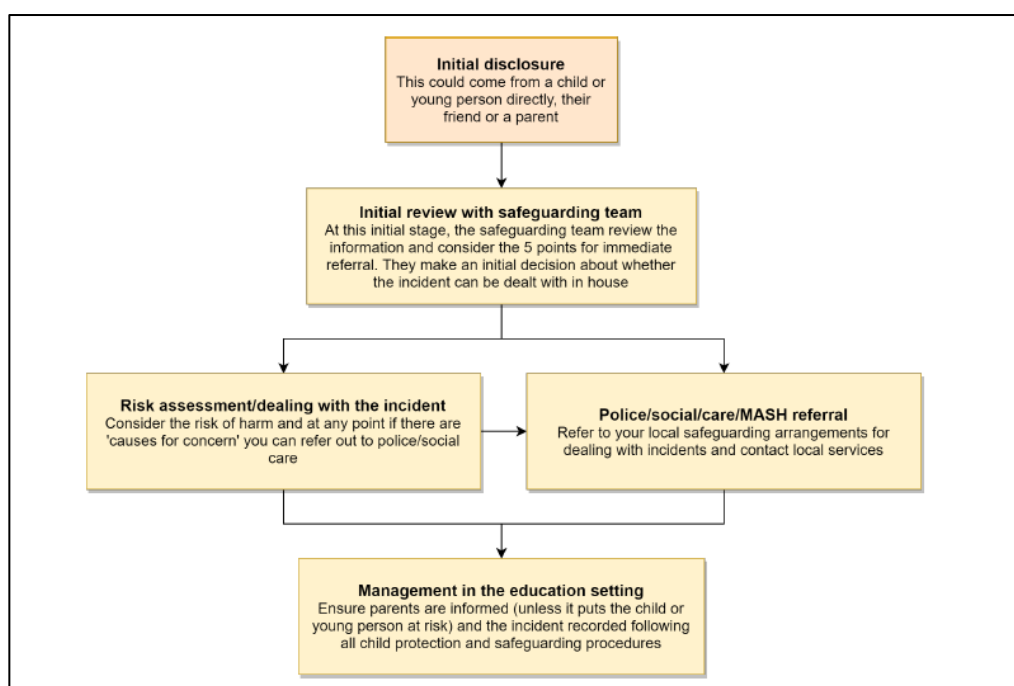 Initial disclosure
This could come from a child or
young person directly, their
friend or a parent
Initial review with safeguarding team
At this initial stage, the safeguarding team review the
information and consider the 5 points for immediate
referral. They make an initial decision about whether
the incident can be dealt with in house
Risk assessment/dealing with the incident
Consider the risk of harm and at any point if there are
'causes for concern' you can refer out to police/social
care
Police/social/care/MASH referral
Refer to your local safeguarding arrangements for
dealing with incidents and contact local services
Management in the education setting
Ensure parents are informed (unless it puts the child or
young person at risk) and the incident recorded following
all child protection and safeguarding procedures